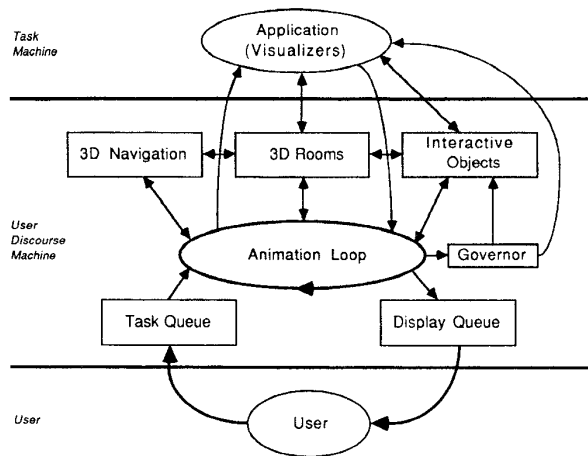 Task
Machine
Application
(Visualizers)
3D Navigation
3D Rooms
Interactive
Objects
User
Discourse
Machine
Animation Loop
Governor
Task Queue
Display Queue
User
User